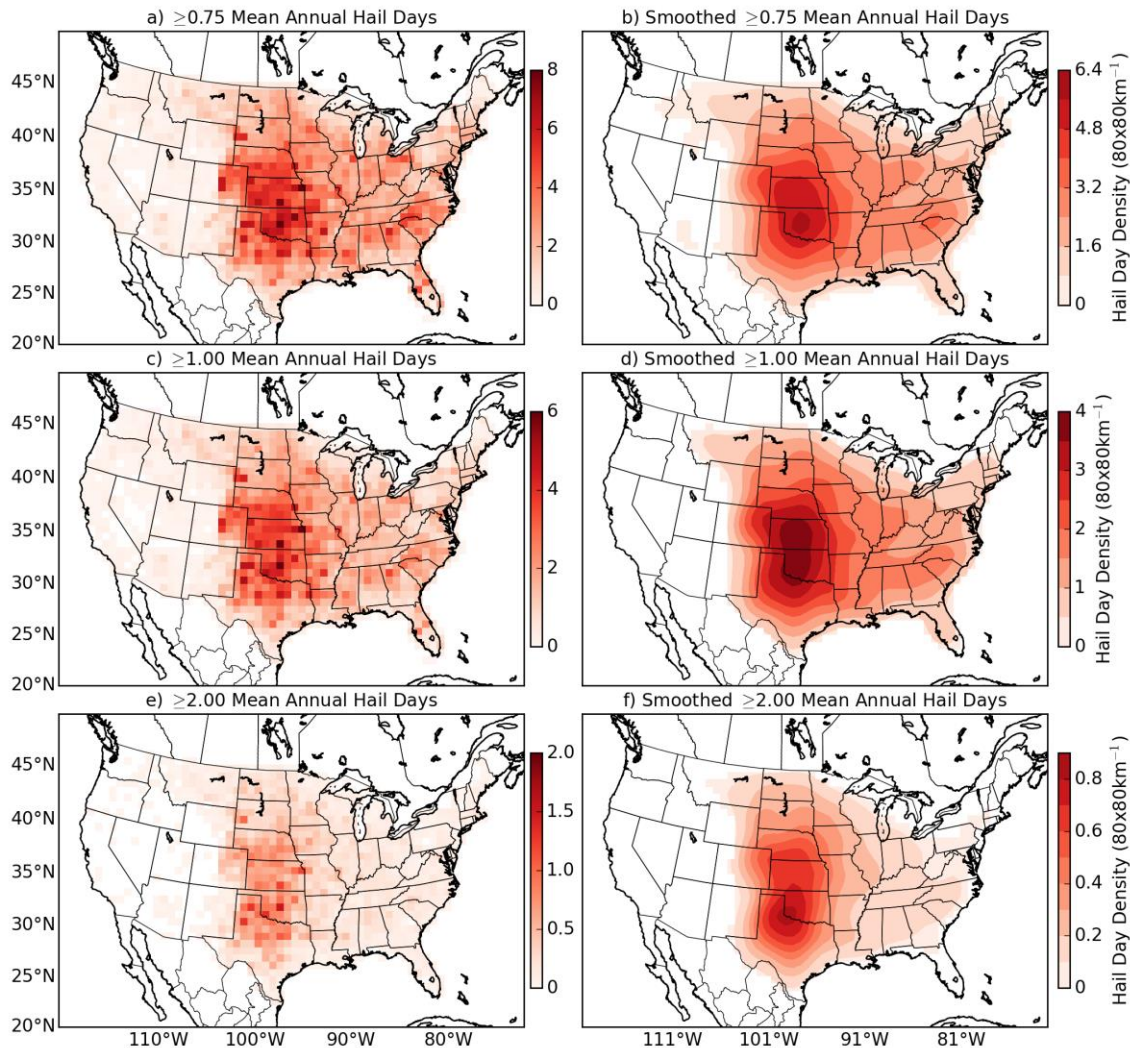 a) ≥0.75 Mean Annual Hail Days
b) Smoothed ≥0.75 Mean Annual Hail Days
45°N
40°N
35°N
30°N
25°N
20°N
8
6
4
2
0
6.4
4.8
3.2
1.6
0
Hail Day Density (80x80km⁻¹)
c) ≥1.00 Mean Annual Hail Days
d) Smoothed ≥1.00 Mean Annual Hail Days
45°N
40°N
35°N
30°N
25°N
20°N
6
4
2
0
4
3
2
1
0
Hail Day Density (80x80km⁻¹)
e) ≥2.00 Mean Annual Hail Days
f) Smoothed ≥2.00 Mean Annual Hail Days
45°N
40°N
35°N
30°N
25°N
20°N
2.0
1.5
1.0
0.5
0.0
0.8
0.6
0.4
0.2
0
Hail Day Density (80x80km⁻¹)
110°W 100°W 90°W 80°W
111°W 101°W 91°W 81°W